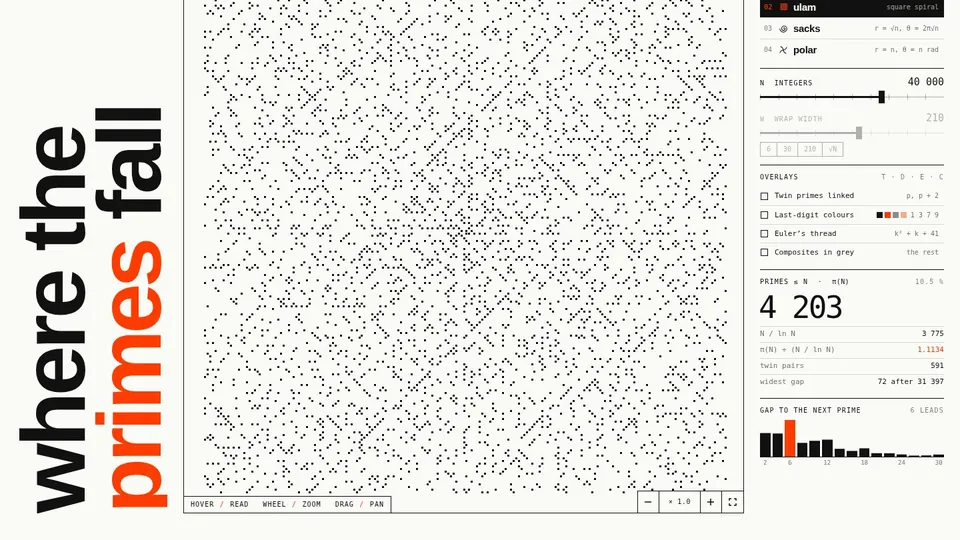 where the
primes fall
HOVER / READ WHEEL / ZOOM DRAG / PAN
− × 1.0 +
02 ulam square spiral
03 sacks r = √n, θ = 2π√n
04 polar r = n, θ = n rad
N INTEGERS 40 000
W WRAP WIDTH 210
6 30 210 √N
OVERLAYS T · D · E · C
Twin primes linked p, p + 2
Last-digit colours 1 3 7 9
Euler's thread k² + k + 41
Composites in grey the rest
PRIMES ≤ N · π(N) 10.5 %
4 203
N / ln N 3 775
π(N) ÷ (N / ln N) 1.1134
twin pairs 591
widest gap 72 after 31 397
GAP TO THE NEXT PRIME 6 LEADS
2 6 12 18 24 30